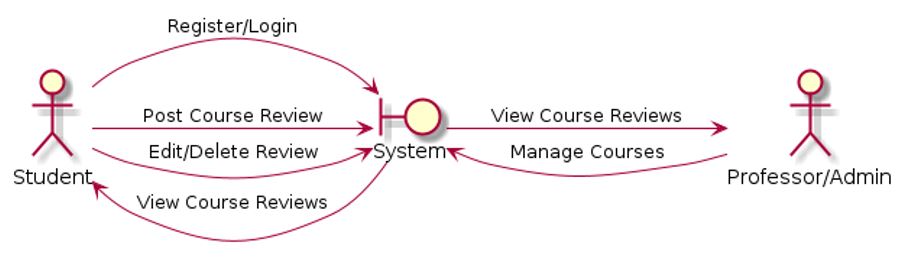 Register/Login
Post Course Review
View Course Reviews
Edit/Delete Review
System
Manage Courses
Student
Professor/Admin
View Course Reviews